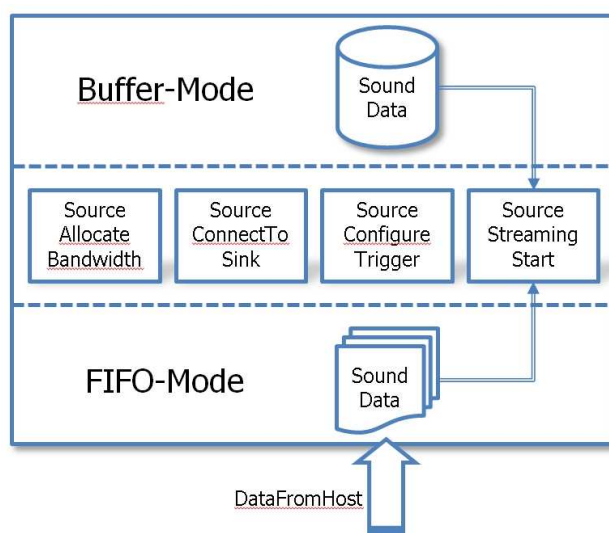 Buffer-Mode
Sound
Data
Source
Allocate
Bandwidth
Source
ConnectTo
Sink
Source
Configure
Trigger
Source
Streaming
Start
FIFO-Mode
Sound
Data
DataFromHost